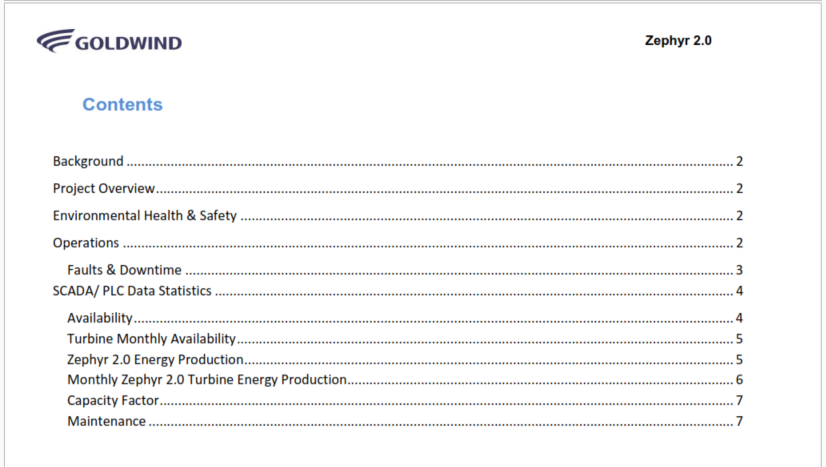 GOLDWIND
Zephyr 2.0
Contents
Background ........ 2
Project Overview........ 2
Environmental Health & Safety ........ 2
Operations ........ 2
Faults & Downtime ........ 3
SCADA/ PLC Data Statistics ........ 4
Availability........ 4
Turbine Monthly Availability........ 5
Zephyr 2.0 Energy Production........ 5
Monthly Zephyr 2.0 Turbine Energy Production........ 6
Capacity Factor........ 7
Maintenance ........ 7